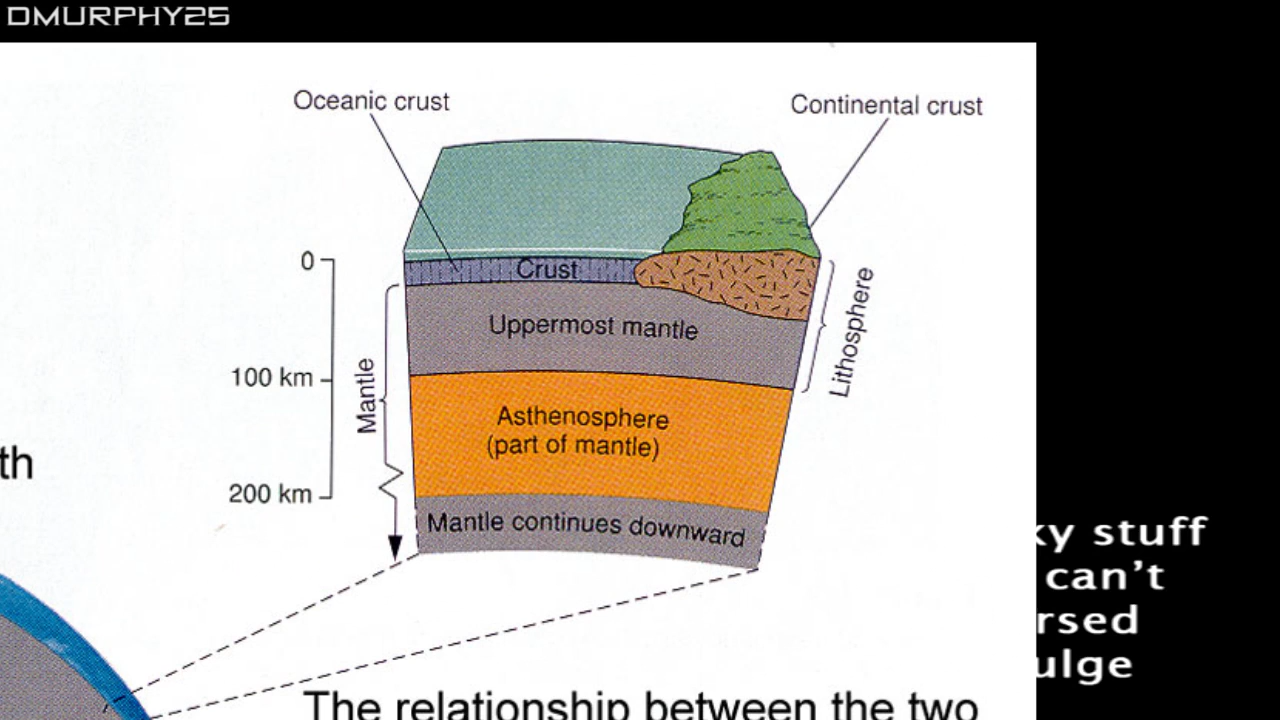 DMURPHY25
Oceanic crust
Continental crust
0
Crust
Uppermost mantle
Lithosphere
100 km
Mantle
Asthenosphere
(part of mantle)
th
200 km
Mantle continues downward
ky stuff
can't
rsed
ulge
The relationship between the two